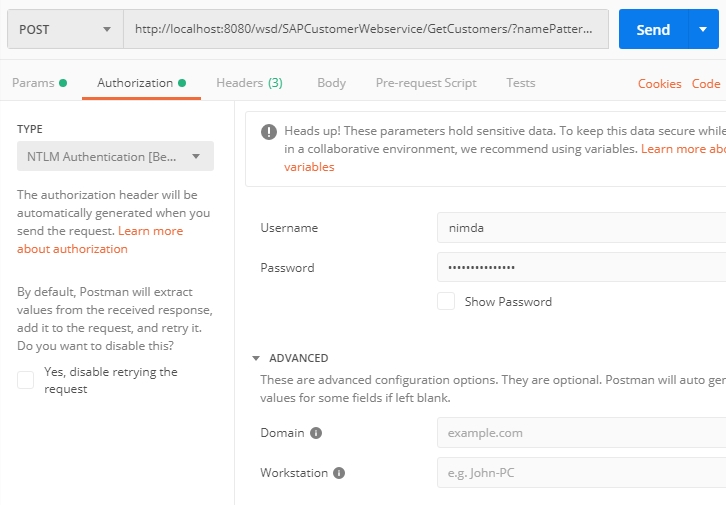 POST
http://localhost:8080/wsd/SAPCustomerWebservice/GetCustomers/?namePatter...
Send
Params
Authorization
Headers (3)
Body
Pre-request Script
Tests
Cookies
Code
TYPE
NTLM Authentication [Be...
The authorization header will be
automatically generated when you
send the request. Learn more
about authorization
By default, Postman will extract
values from the received response,
add it to the request, and retry it.
Do you want to disable this?
Yes, disable retrying the
request
Heads up! These parameters hold sensitive data. To keep this data secure while
in a collaborative environment, we recommend using variables. Learn more abo
variables
Username
nimda
Password
•••••••••••••••
Show Password
ADVANCED
These are advanced configuration options. They are optional. Postman will auto gen
values for some fields if left blank.
Domain
example.com
Workstation
e.g. John-PC